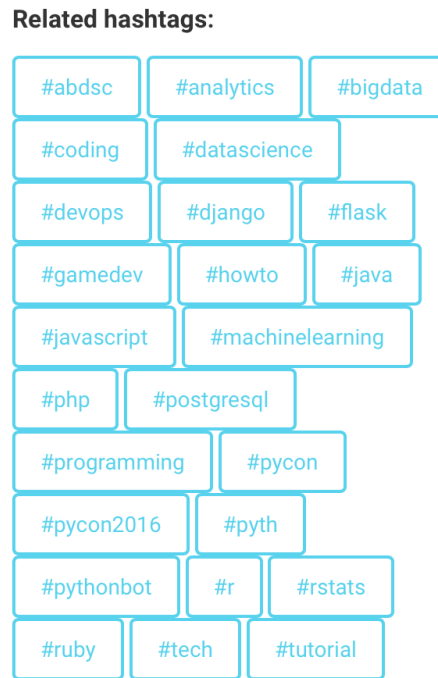 Related hashtags:
#abdsc #analytics #bigdata
#coding #datascience
#devops #django #flask
#gamedev #howto #java
#javascript #machinelearning
#php #postgresql
#programming #pycon
#pycon2016 #pyth
#pythonbot #r #rstats
#ruby #tech #tutorial